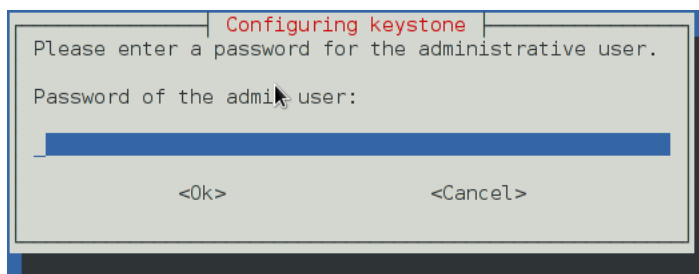 Configuring keystone
Please enter a password for the administrative user.
Password of the admin user:
<Ok> <Cancel>